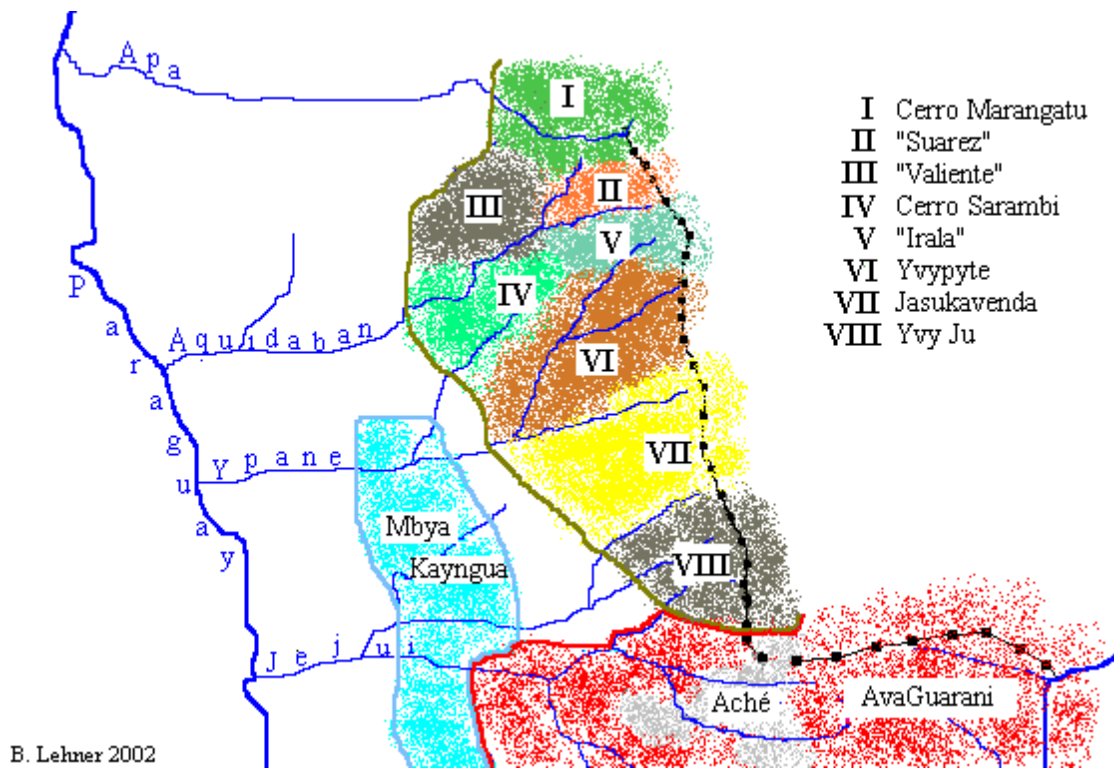 Apa
I
II
III
V
IV
VI
VII
VIII
Paraguay
Aquidaban
Ypane
Jejui
Mbya
Kayngua
Aché
AvaGuarani
I Cerro Marangatu
II "Suarez"
III "Valiente"
IV Cerro Sarambi
V "Irala"
VI Yvypyte
VII Jasukavenda
VIII Yvy Ju
B. Lehner 2002